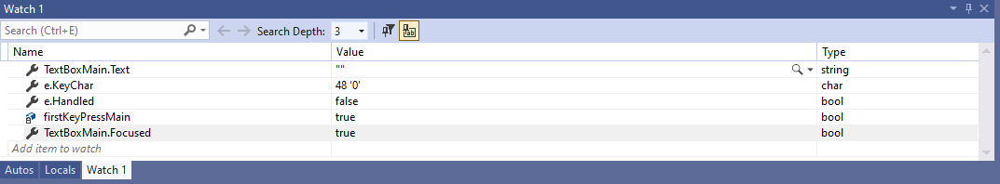 Watch 1
Search (Ctrl+E) Search Depth: 3
Name Value Type
TextBoxMain.Text "" string
e.KeyChar 48 '0' char
e.Handled false bool
firstKeyPressMain true bool
TextBoxMain.Focused true bool
Add item to watch
Autos Locals Watch 1